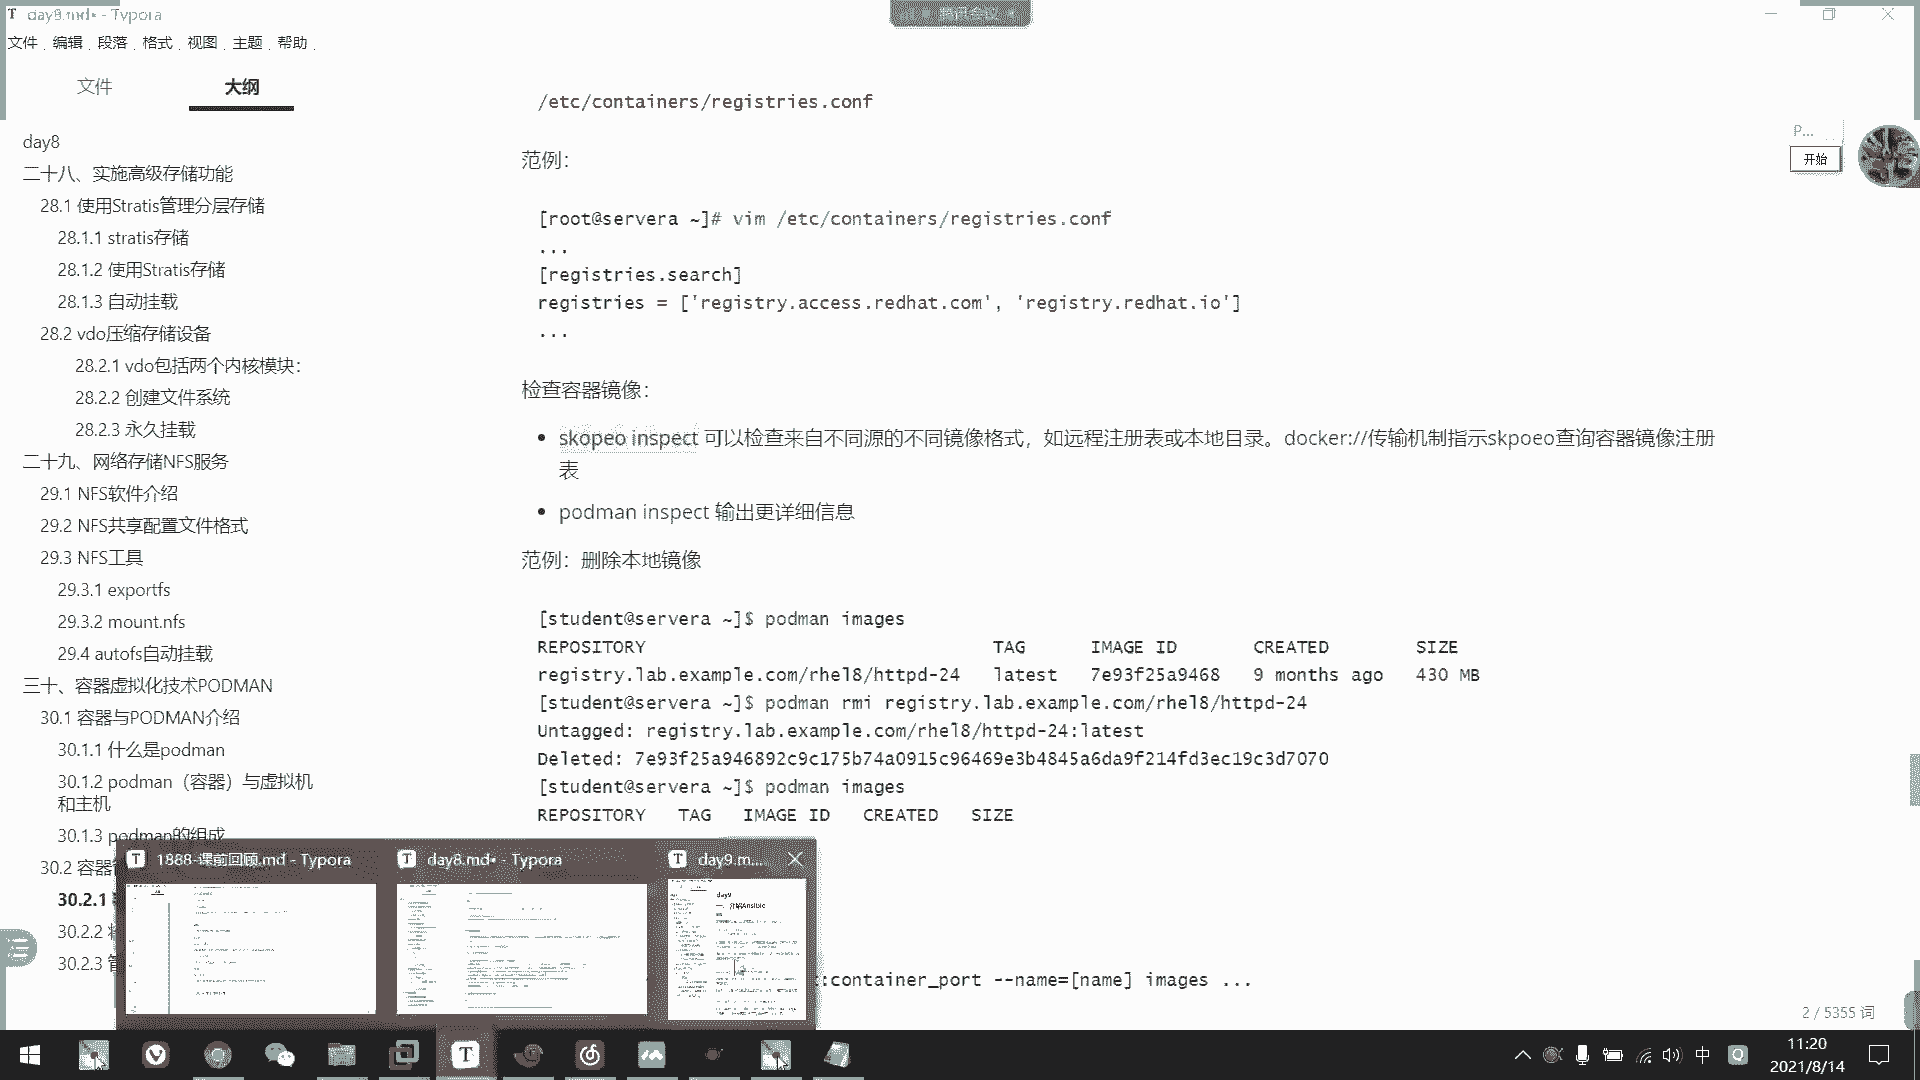 day8.md• - Typora
腾讯会议
文件 编辑 段落 格式 视图 主题 帮助
文件 大纲
day8
二十八、实施高级存储功能
28.1 使用Stratis管理分层存储
28.1.1 stratis存储
28.1.2 使用Stratis存储
28.1.3 自动挂载
28.2 vdo压缩存储设备
28.2.1 vdo包括两个内核模块：
28.2.2 创建文件系统
28.2.3 永久挂载
二十九、网络存储NFS服务
29.1 NFS软件介绍
29.2 NFS共享配置文件格式
29.3 NFS工具
29.3.1 exportfs
29.3.2 mount.nfs
29.4 autofs自动挂载
三十、容器虚拟化技术PODMAN
30.1 容器与PODMAN介绍
30.1.1 什么是podman
30.1.2 podman（容器）与虚拟机
和主机
30.1.3 podman的组成
30.2 容器
30.2.1
30.2.2
30.2.3
/etc/containers/registries.conf
范例：
[root@servera ~]# vim /etc/containers/registries.conf
...
[registries.search]
registries = ['registry.access.redhat.com', 'registry.redhat.io']
...
检查容器镜像：
skopeo inspect 可以检查来自不同源的不同镜像格式，如远程注册表或本地目录。docker://传输机制指示skpoeo查询容器镜像注册
表
podman inspect 输出更详细信息
范例：删除本地镜像
[student@servera ~]$ podman images
REPOSITORY TAG IMAGE ID CREATED SIZE
registry.lab.example.com/rhel8/httpd-24 latest 7e93f25a9468 9 months ago 430 MB
[student@servera ~]$ podman rmi registry.lab.example.com/rhel8/httpd-24
Untagged: registry.lab.example.com/rhel8/httpd-24:latest
Deleted: 7e93f25a946892c9c175b74a0915c96469e3b4845a6da9f214fd3ec19c3d7070
[student@servera ~]$ podman images
REPOSITORY TAG IMAGE ID CREATED SIZE
:container_port --name=[name] images ...
P...
开始
1888-课前回顾.md - Typora
day8.md• - Typora
day9.m...
day9
一、介绍Ansible
2 / 5355 词
中
11:20
2021/8/14